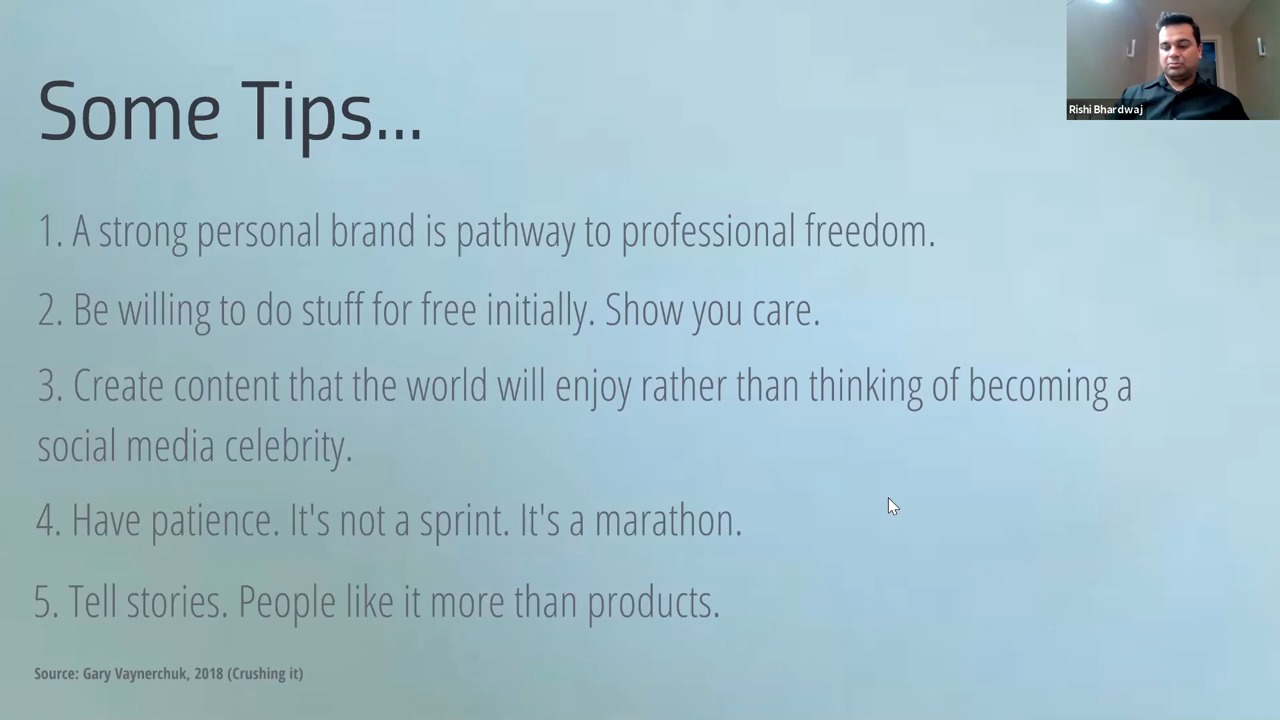 Some Tips...
Rishi Bhardwaj
1. A strong personal brand is pathway to professional freedom.
2. Be willing to do stuff for free initially. Show you care.
3. Create content that the world will enjoy rather than thinking of becoming a
social media celebrity.
4. Have patience. It's not a sprint. It's a marathon.
5. Tell stories. People like it more than products.
Source: Gary Vaynerchuk, 2018 (Crushing it)